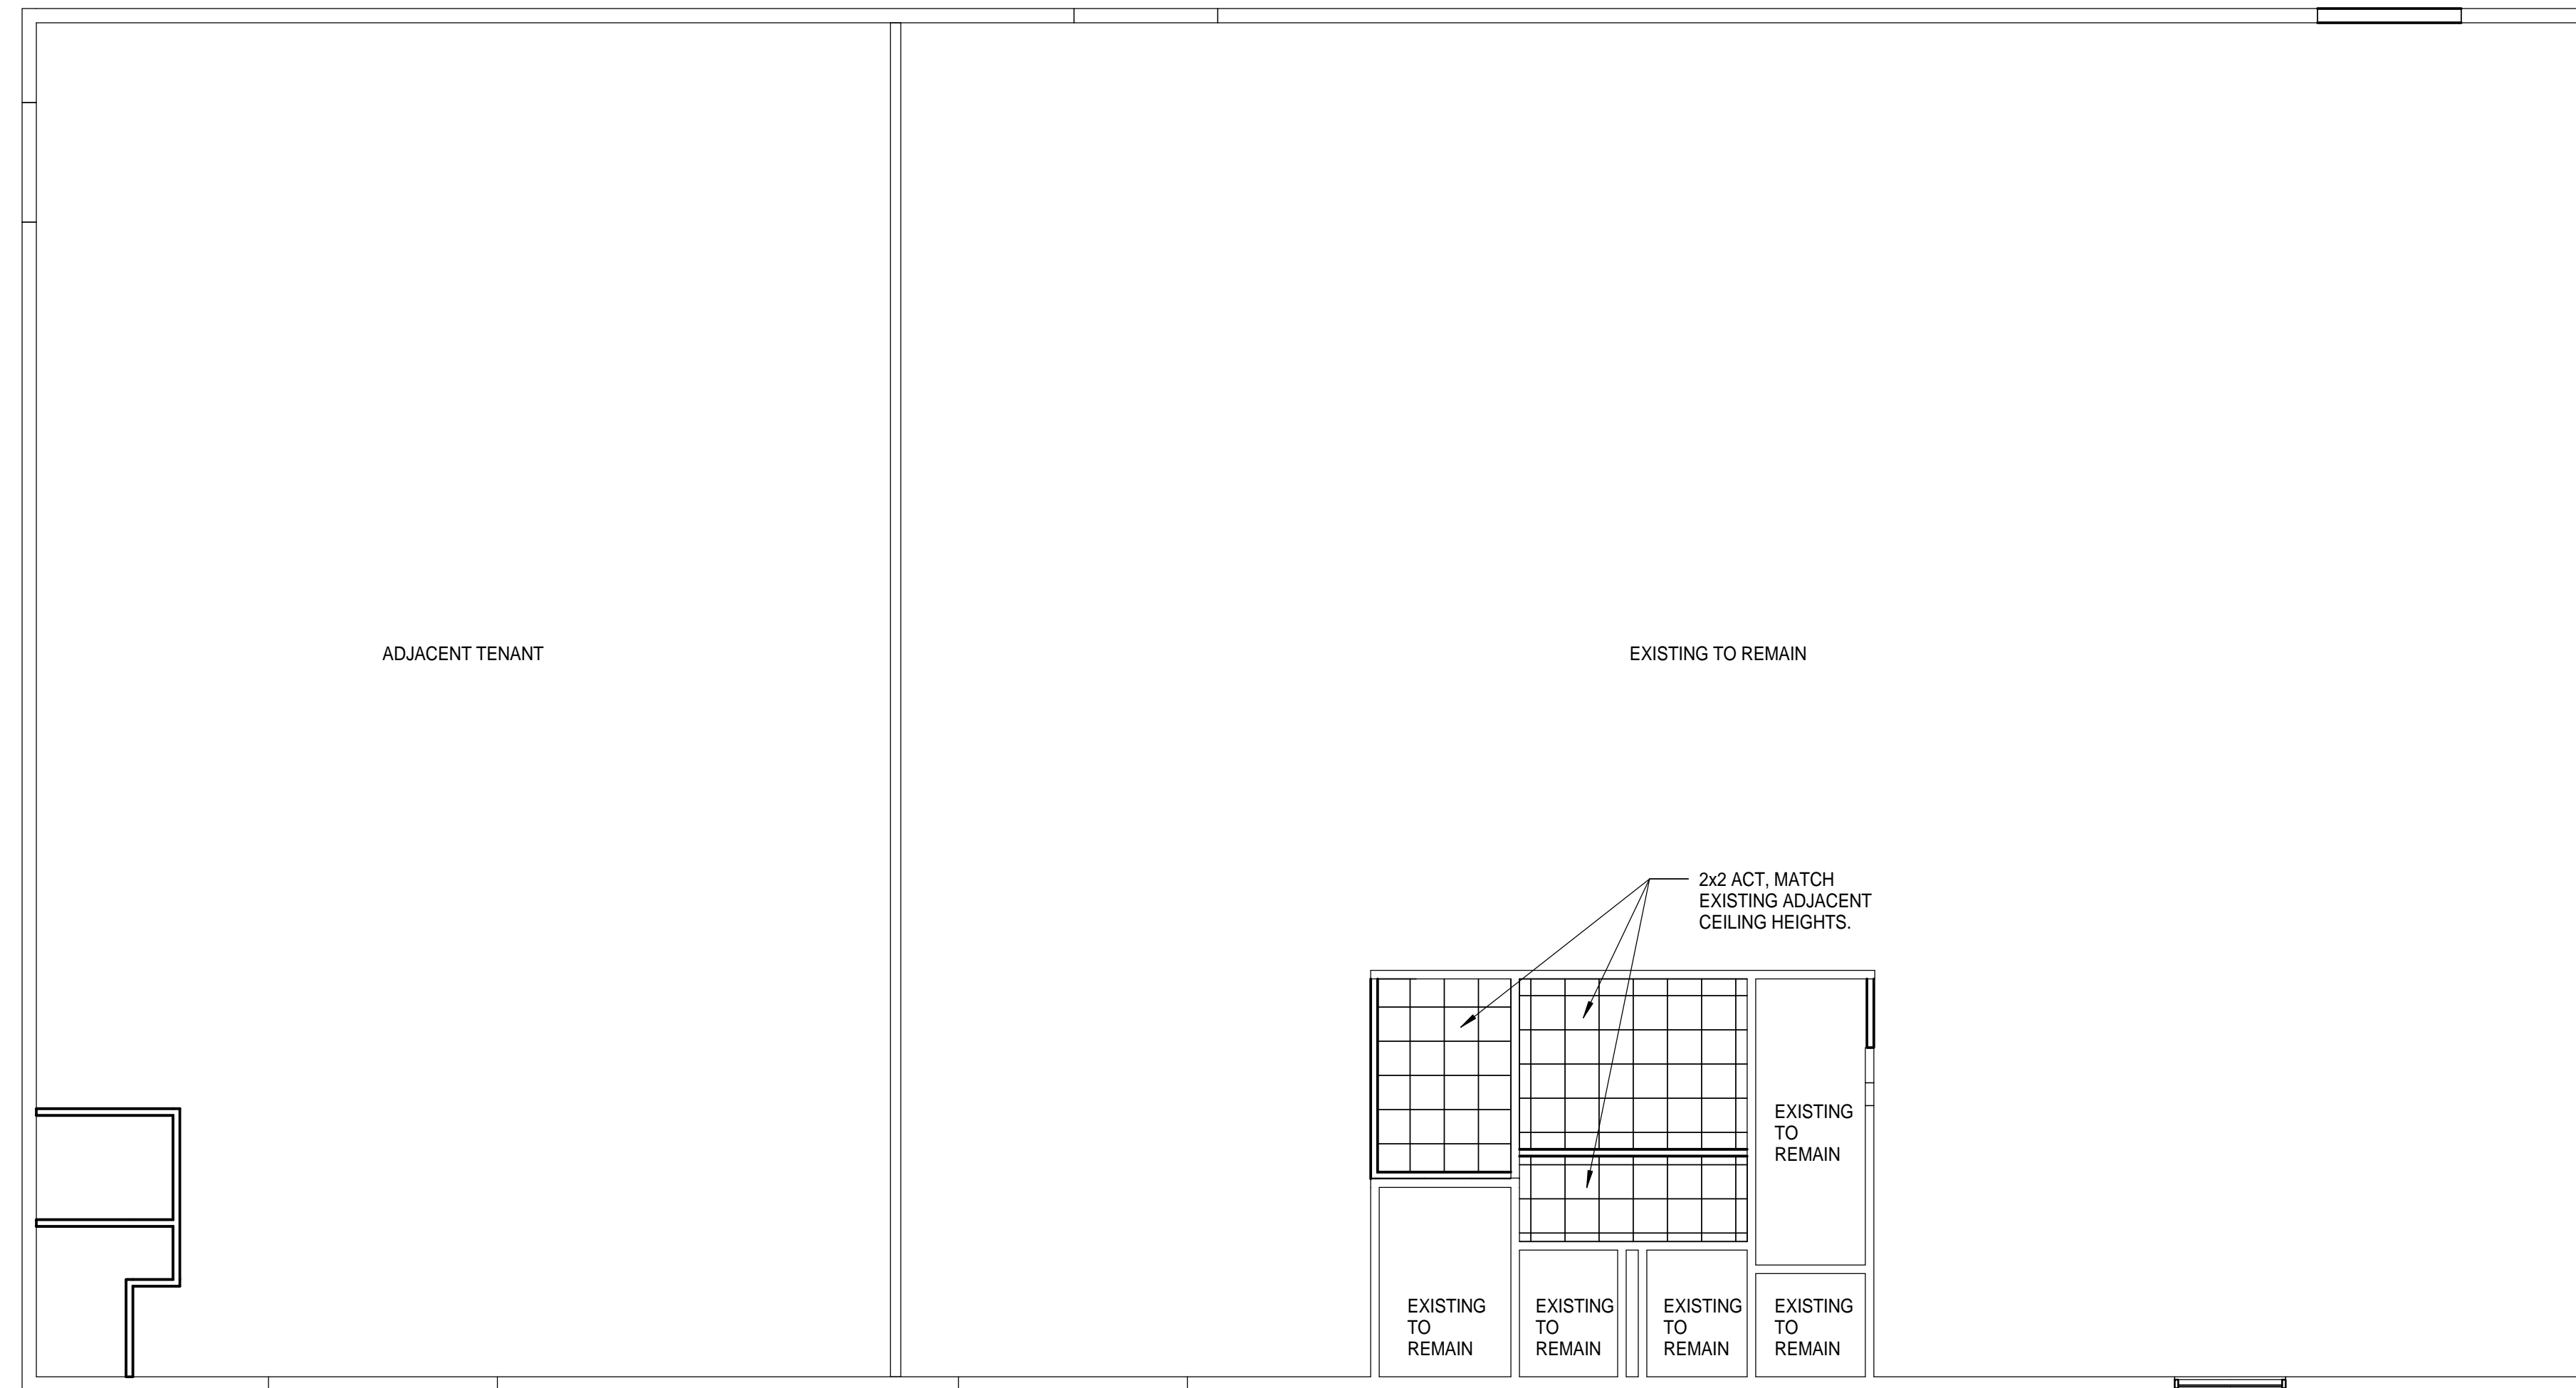 ADJACENT TENANT
EXISTING TO REMAIN
2x2 ACT, MATCH
EXISTING ADJACENT
CEILING HEIGHTS.
EXISTING
TO
REMAIN
EXISTING
TO
REMAIN
EXISTING
TO
REMAIN
EXISTING
TO
REMAIN
EXISTING
TO
REMAIN